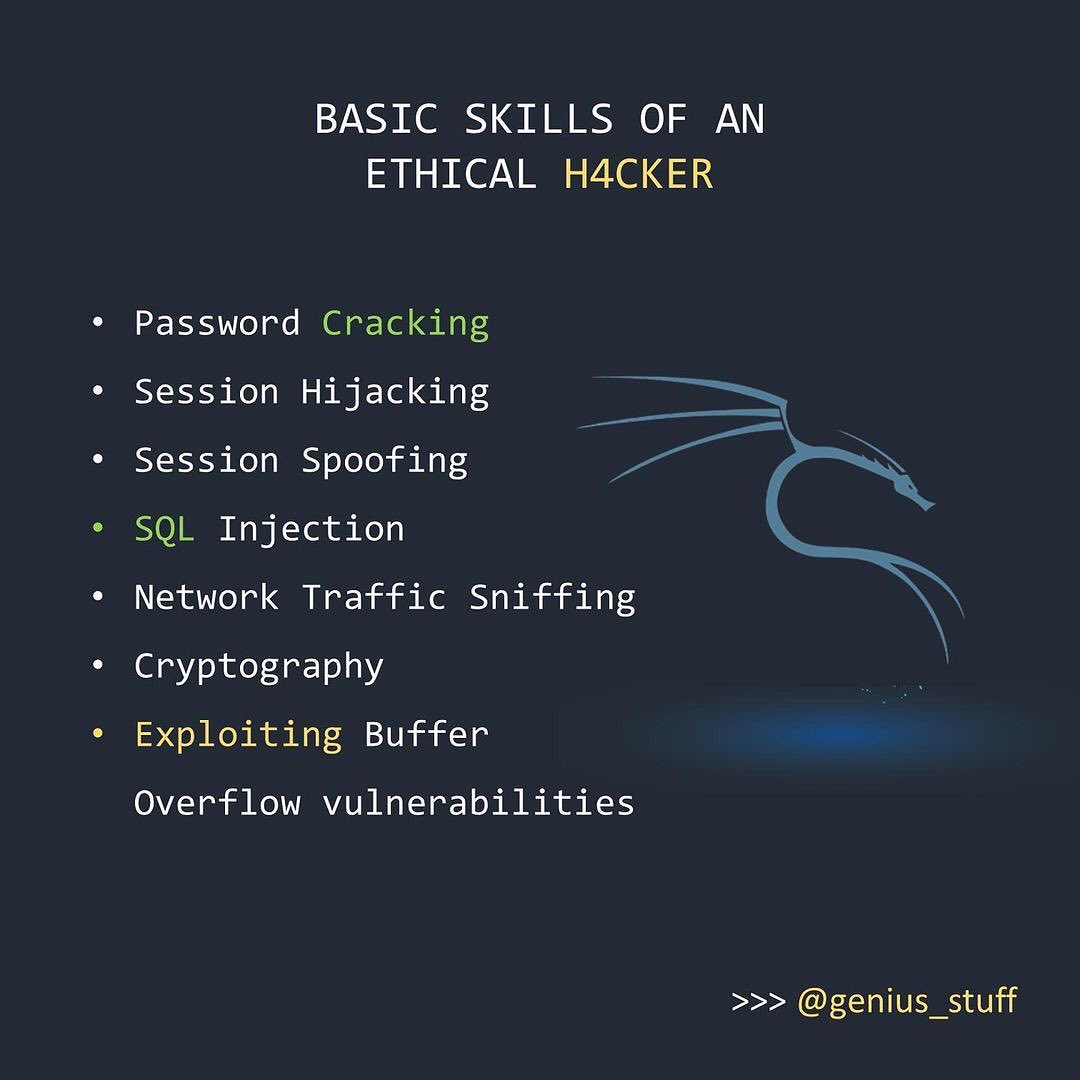 BASIC SKILLS OF AN
ETHICAL H4CKER
• Password Cracking
• Session Hijacking
• Session Spoofing
• SQL Injection
• Network Traffic Sniffing
• Cryptography
• Exploiting Buffer
Overflow vulnerabilities
>>> @genius_stuff